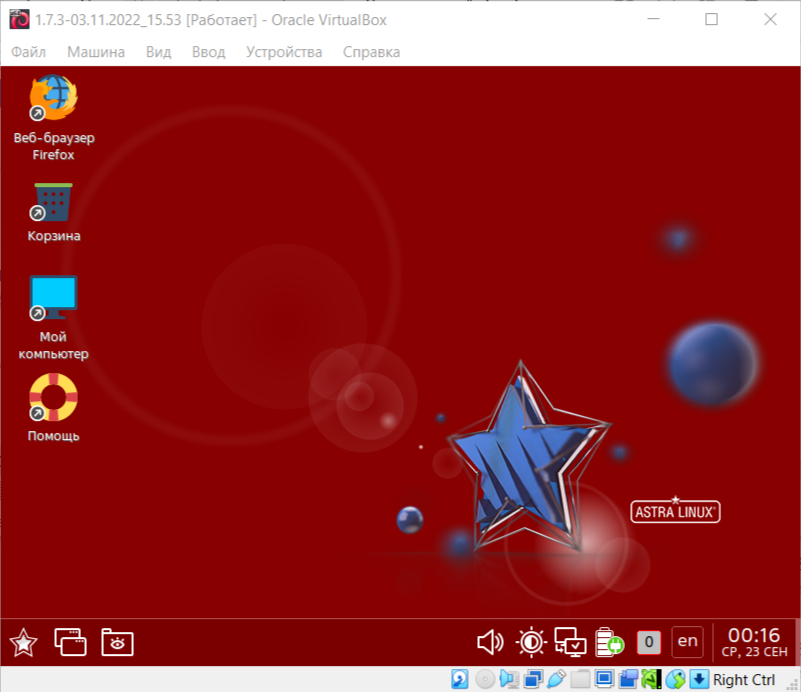 1.7.3-03.11.2022_15.53 [Работает] - Oracle VirtualBox
Файл Машина Вид Ввод Устройства Справка
Веб-браузер
Firefox
Корзина
Мой
компьютер
Помощь
ASTRA LINUX®
0 en 00:16
СР, 23 СЕН
Right Ctrl